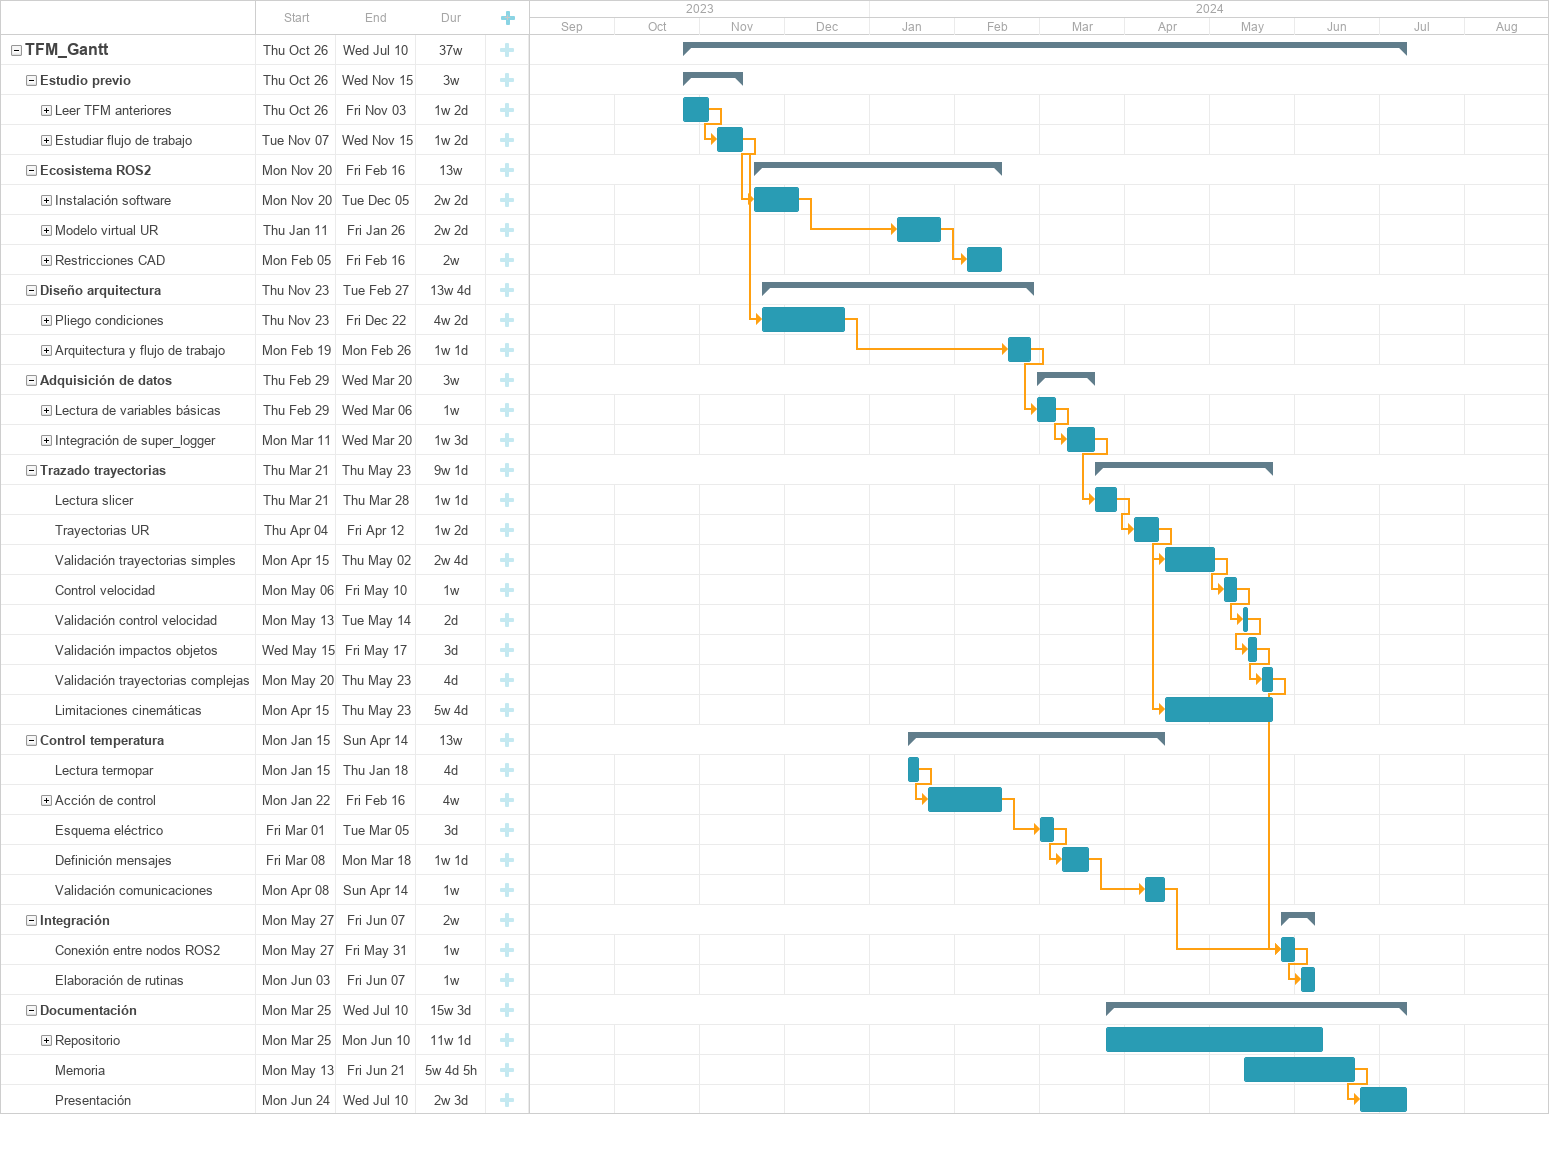 Start End Dur 2023 2024
Sep Oct Nov Dec Jan Feb Mar Apr May Jun Jul Aug
TFM_Gantt Thu Oct 26 Wed Jul 10 37w
Estudio previo Thu Oct 26 Wed Nov 15 3w
Leer TFM anteriores Thu Oct 26 Fri Nov 03 1w 2d
Estudiar flujo de trabajo Tue Nov 07 Wed Nov 15 1w 2d
Ecosistema ROS2 Mon Nov 20 Fri Feb 16 13w
Instalación software Mon Nov 20 Tue Dec 05 2w 2d
Modelo virtual UR Thu Jan 11 Fri Jan 26 2w 2d
Restricciones CAD Mon Feb 05 Fri Feb 16 2w
Diseño arquitectura Thu Nov 23 Tue Feb 27 13w 4d
Pliego condiciones Thu Nov 23 Fri Dec 22 4w 2d
Arquitectura y flujo de trabajo Mon Feb 19 Mon Feb 26 1w 1d
Adquisición de datos Thu Feb 29 Wed Mar 20 3w
Lectura de variables básicas Thu Feb 29 Wed Mar 06 1w
Integración de super_logger Mon Mar 11 Wed Mar 20 1w 3d
Trazado trayectorias Thu Mar 21 Thu May 23 9w 1d
Lectura slicer Thu Mar 21 Thu Mar 28 1w 1d
Trayectorias UR Thu Apr 04 Fri Apr 12 1w 2d
Validación trayectorias simples Mon Apr 15 Thu May 02 2w 4d
Control velocidad Mon May 06 Fri May 10 1w
Validación control velocidad Mon May 13 Tue May 14 2d
Validación impactos objetos Wed May 15 Fri May 17 3d
Validación trayectorias complejas Mon May 20 Thu May 23 4d
Limitaciones cinemáticas Mon Apr 15 Thu May 23 5w 4d
Control temperatura Mon Jan 15 Sun Apr 14 13w
Lectura termopar Mon Jan 15 Thu Jan 18 4d
Acción de control Mon Jan 22 Fri Feb 16 4w
Esquema eléctrico Fri Mar 01 Tue Mar 05 3d
Definición mensajes Fri Mar 08 Mon Mar 18 1w 1d
Validación comunicaciones Mon Apr 08 Sun Apr 14 1w
Integración Mon May 27 Fri Jun 07 2w
Conexión entre nodos ROS2 Mon May 27 Fri May 31 1w
Elaboración de rutinas Mon Jun 03 Fri Jun 07 1w
Documentación Mon Mar 25 Wed Jul 10 15w 3d
Repositorio Mon Mar 25 Mon Jun 10 11w 1d
Memoria Mon May 13 Fri Jun 21 5w 4d 5h
Presentación Mon Jun 24 Wed Jul 10 2w 3d